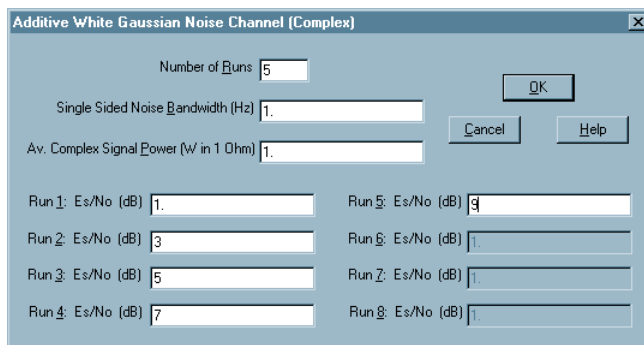 Additive White Gaussian Noise Channel (Complex)
Number of Runs 5
OK
Single Sided Noise Bandwidth (Hz) 1.
Cancel Help
Av. Complex Signal Power (W in 1 Ohm) 1.
Run 1: Es/No (dB) 1. Run 5: Es/No (dB) 9
Run 2: Es/No (dB) 3 Run 6: Es/No (dB) 1.
Run 3: Es/No (dB) 5 Run 7: Es/No (dB) 1.
Run 4: Es/No (dB) 7 Run 8: Es/No (dB) 1.